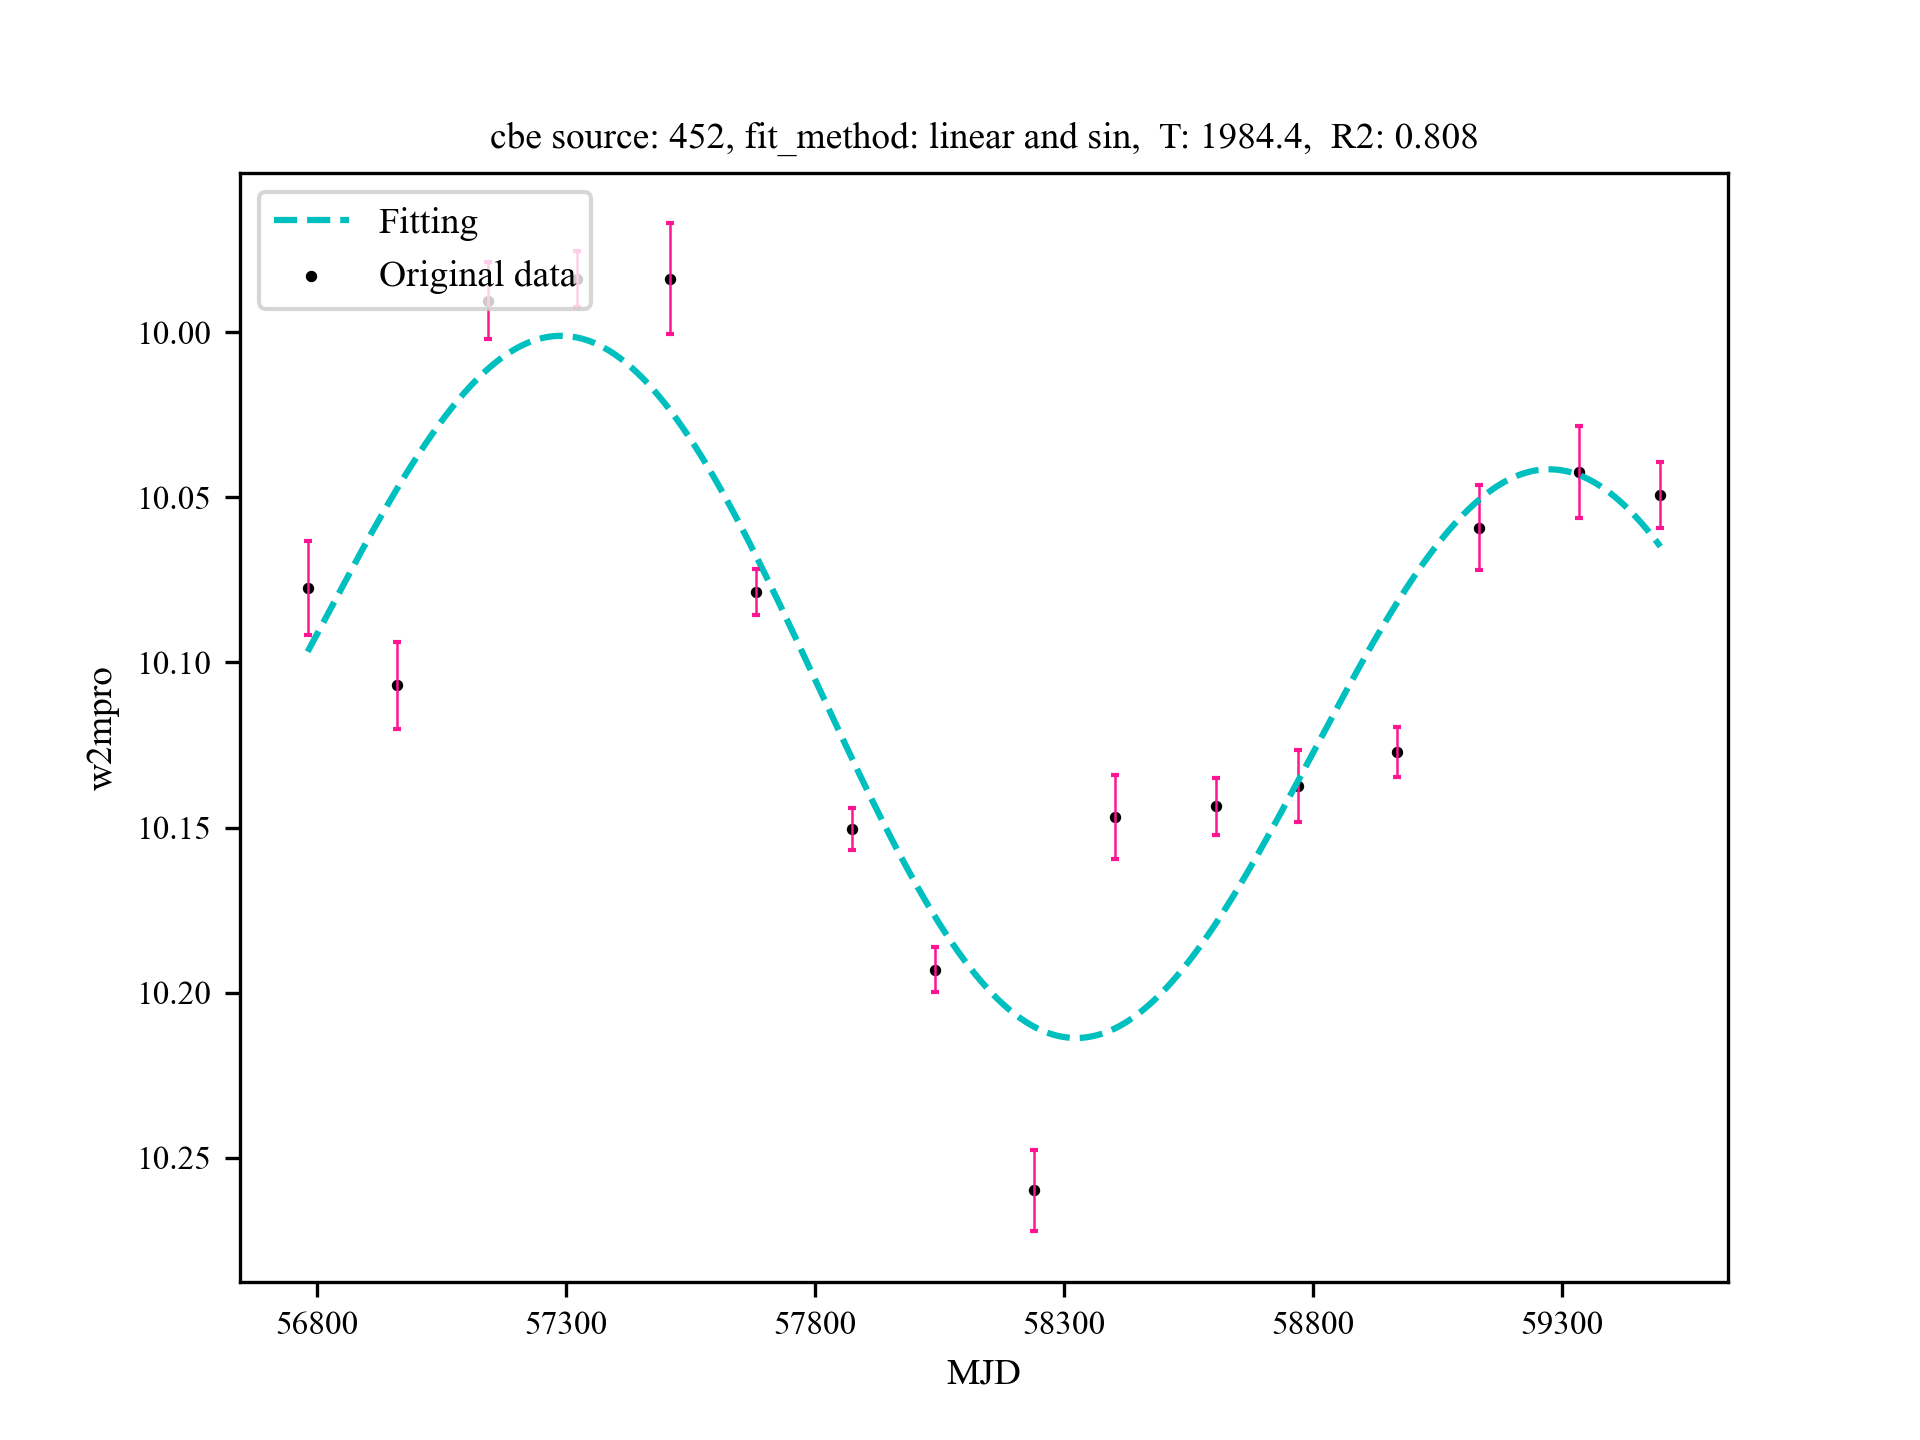 cbe source: 452, fit_method: linear and sin,  T: 1984.4,  R2: 0.808
Fitting
Original data
10.00
10.05
10.10
10.15
10.20
10.25
w2mpro
56800 57300 57800 58300 58800 59300
MJD